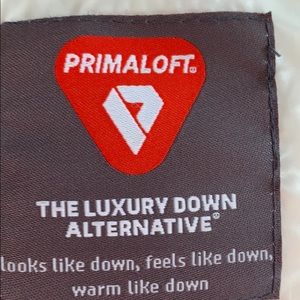 PRIMALOFT
THE LUXURY DOWN
ALTERNATIVE®
looks like down, feels like down,
warm like down